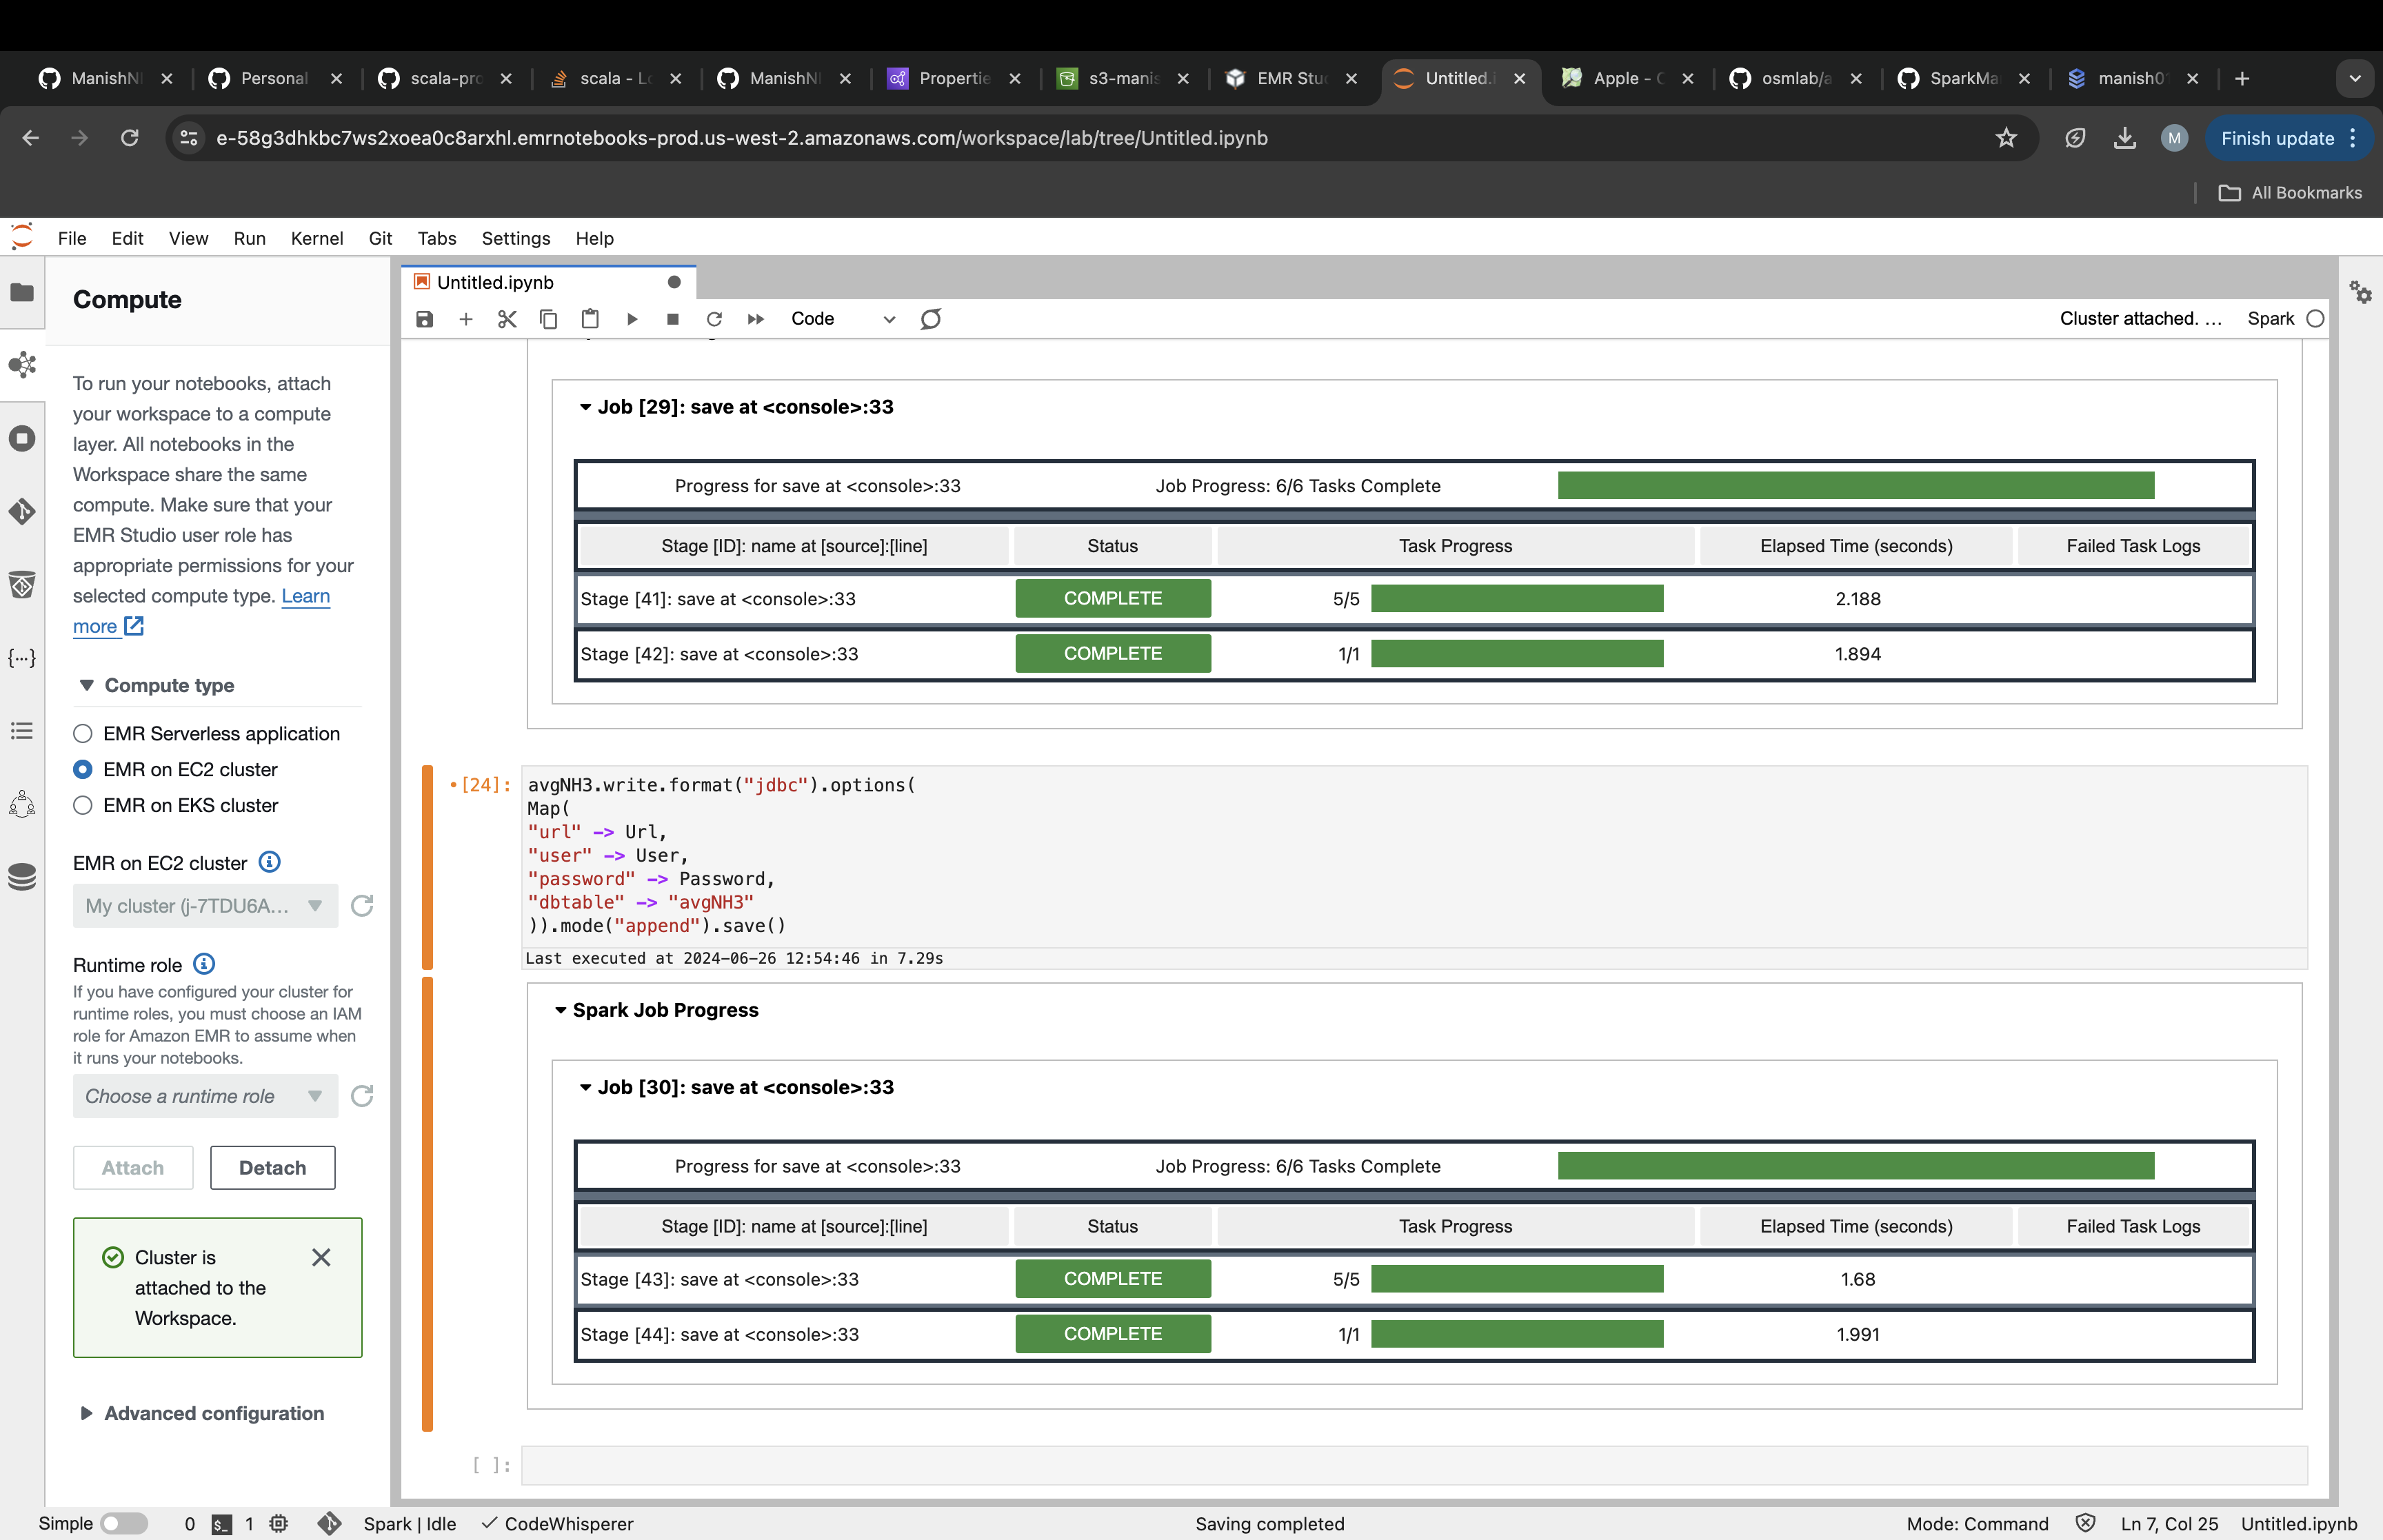 ManishN
Personal
scala-pro
scala - Lo
ManishN
Propertie
s3-manis
EMR Stu
Untitled.i
Apple - C
osmlab/a
SparkMa
manish0
e-58g3dhkbc7ws2xoea0c8arxhl.emrnotebooks-prod.us-west-2.amazonaws.com/workspace/lab/tree/Untitled.ipynb
M
Finish update
All Bookmarks
File Edit View Run Kernel Git Tabs Settings Help
Compute
To run your notebooks, attach
your workspace to a compute
layer. All notebooks in the
Workspace share the same
compute. Make sure that your
EMR Studio user role has
appropriate permissions for your
selected compute type. Learn
more
Compute type
EMR Serverless application
EMR on EC2 cluster
EMR on EKS cluster
EMR on EC2 cluster
My cluster (j-7TDU6A...
Runtime role
If you have configured your cluster for
runtime roles, you must choose an IAM
role for Amazon EMR to assume when
it runs your notebooks.
Choose a runtime role
Attach Detach
Cluster is
attached to the
Workspace.
Advanced configuration
Untitled.ipynb
Code
Cluster attached. ... Spark
Job [29]: save at <console>:33
Progress for save at <console>:33 Job Progress: 6/6 Tasks Complete
Stage [ID]: name at [source]:[line] Status Task Progress Elapsed Time (seconds) Failed Task Logs
Stage [41]: save at <console>:33 COMPLETE 5/5 2.188
Stage [42]: save at <console>:33 COMPLETE 1/1 1.894
[24]: avgNH3.write.format("jdbc").options(
Map(
"url" -> Url,
"user" -> User,
"password" -> Password,
"dbtable" -> "avgNH3"
)).mode("append").save()
Last executed at 2024-06-26 12:54:46 in 7.29s
Spark Job Progress
Job [30]: save at <console>:33
Progress for save at <console>:33 Job Progress: 6/6 Tasks Complete
Stage [ID]: name at [source]:[line] Status Task Progress Elapsed Time (seconds) Failed Task Logs
Stage [43]: save at <console>:33 COMPLETE 5/5 1.68
Stage [44]: save at <console>:33 COMPLETE 1/1 1.991
[ ]:
Simple 0 $_ 1 Spark | Idle CodeWhisperer Saving completed Mode: Command Ln 7, Col 25 Untitled.ipynb